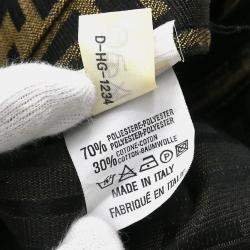 D-HG-1234
70% POLIESTERE-POLYESTER
POLYESTER-POLYESTER
30% COTONE-COTON
COTTON-BAUMWOLLE
MADE IN ITALY
FABRIQUÉ EN ITALIE